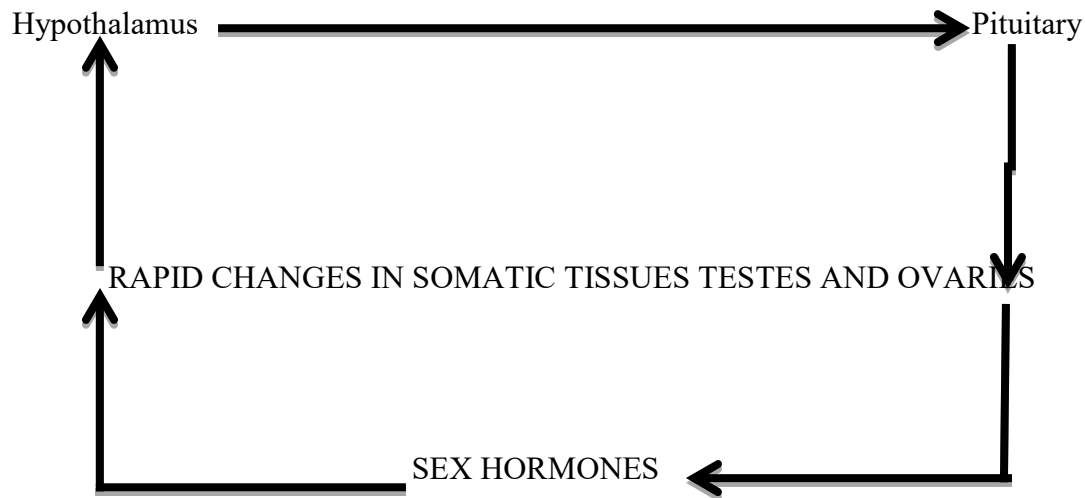 Hypothalamus Pituitary
RAPID CHANGES IN SOMATIC TISSUES TESTES AND OVARIES
SEX HORMONES